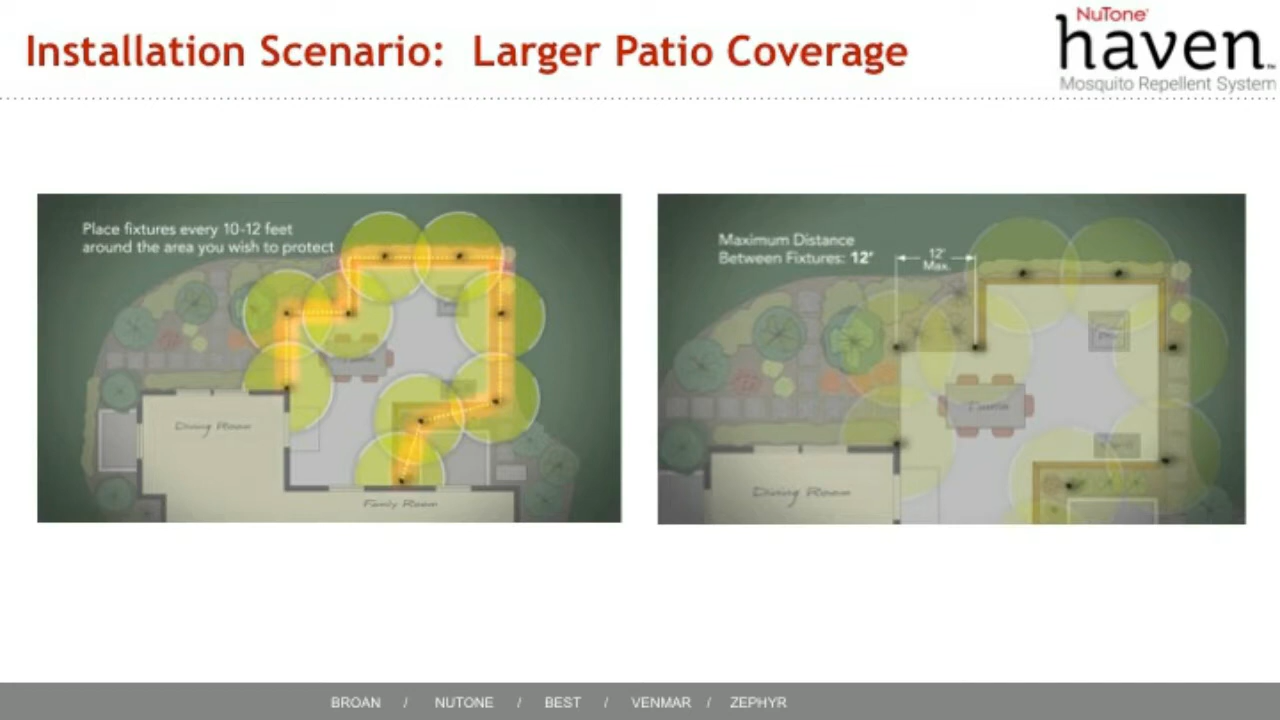 Installation Scenario: Larger Patio Coverage
NuTone®
haven™
Mosquito Repellent System
Place fixtures every 10-12 feet
around the area you wish to protect
Dining Room
Family Room
Maximum Distance
Between Fixtures: 12'
12'
Max.
Dining Room
BROAN / NUTONE / BEST / VENMAR / ZEPHYR